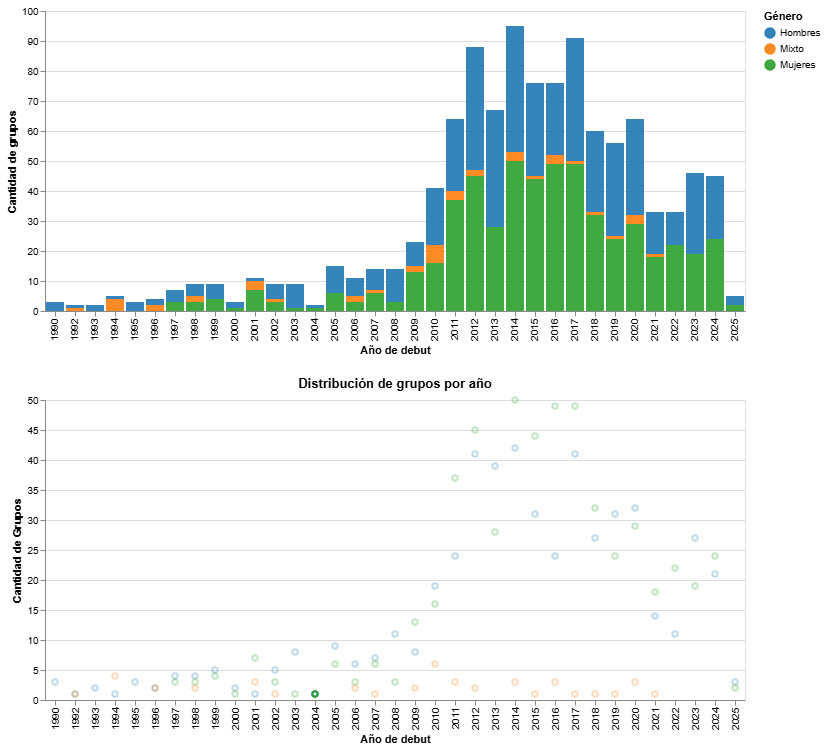 100
90
80
70
60
50
40
30
20
10
0
Cantidad de grupos
1990 1992 1993 1994 1995 1996 1997 1998 1999 2000 2001 2002 2003 2004 2005 2006 2007 2008 2009 2010 2011 2012 2013 2014 2015 2016 2017 2018 2019 2020 2021 2022 2023 2024 2025
Año de debut
Género
Hombres
Mixto
Mujeres
Distribución de grupos por año
50
45
40
35
30
25
20
15
10
5
0
Cantidad de Grupos
1990 1992 1993 1994 1995 1996 1997 1998 1999 2000 2001 2002 2003 2004 2005 2006 2007 2008 2009 2010 2011 2012 2013 2014 2015 2016 2017 2018 2019 2020 2021 2022 2023 2024 2025
Año de debut